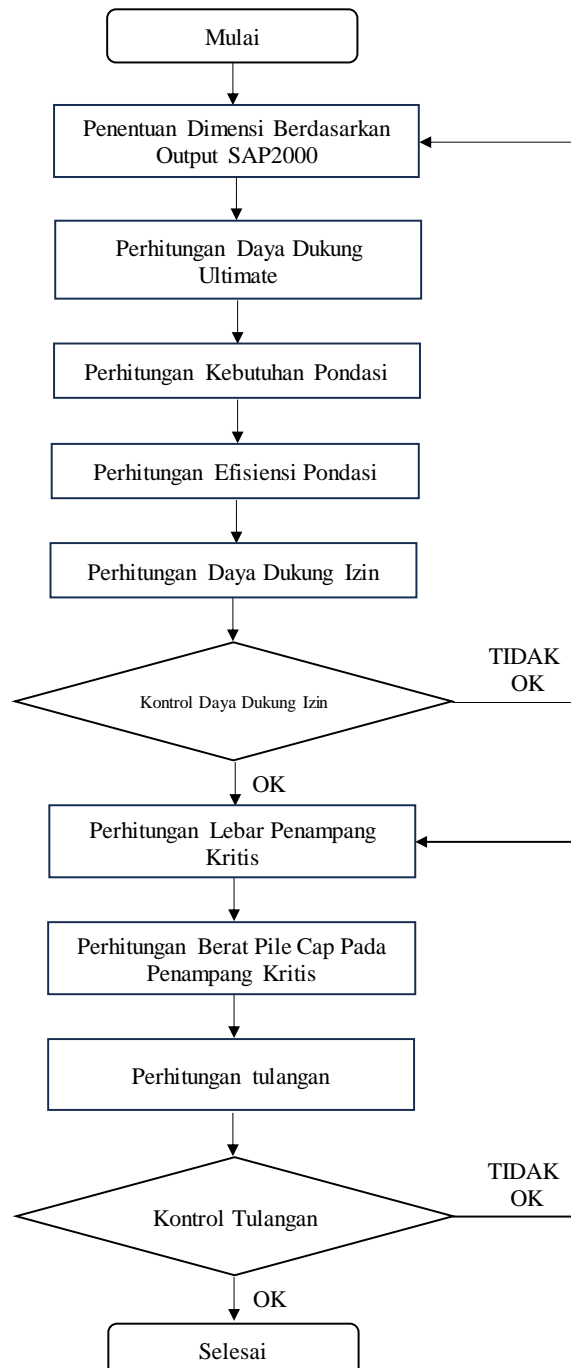 Mulai
Penentuan Dimensi Berdasarkan
Output SAP2000
Perhitungan Daya Dukung
Ultimate
Perhitungan Kebutuhan Pondasi
Perhitungan Efisiensi Pondasi
Perhitungan Daya Dukung Izin
Kontrol Daya Dukung Izin
TIDAK
OK
OK
Perhitungan Lebar Penampang
Kritis
Perhitungan Berat Pile Cap Pada
Penampang Kritis
Perhitungan tulangan
Kontrol Tulangan
TIDAK
OK
OK
Selesai